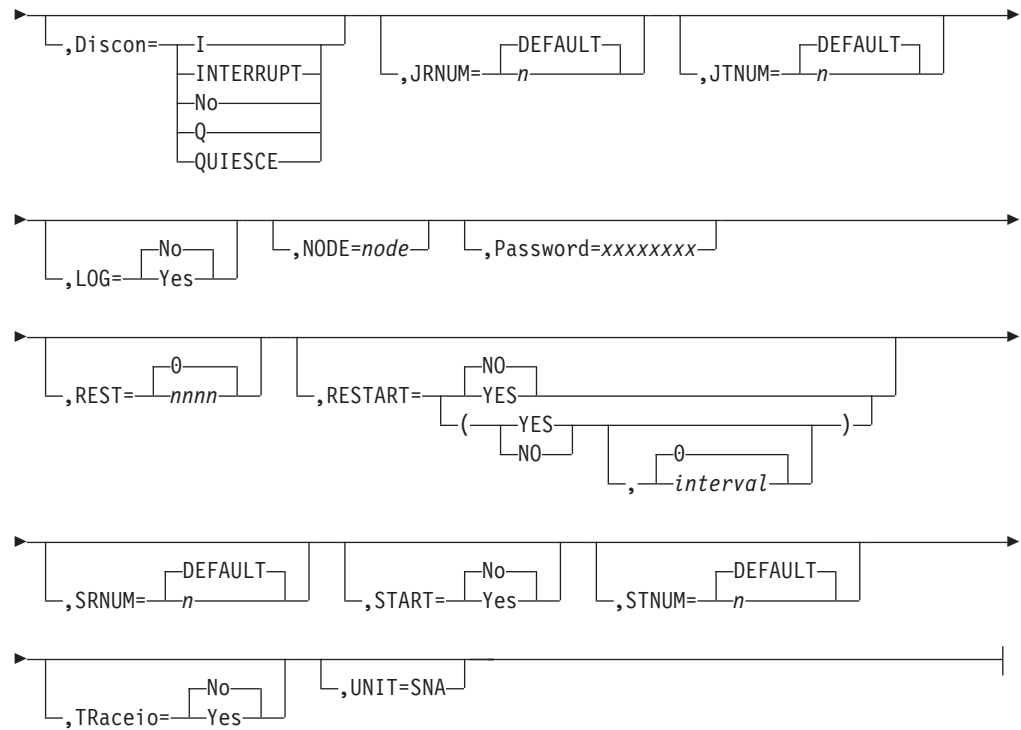 ,Discon= I
INTERRUPT
No
Q
QUIESCE
DEFAULT
,JRNUM= n
DEFAULT
,JTNUM= n
No
,LOG= Yes
,NODE=node
,Password=xxxxxxxx
0
,REST= nnnn
NO
,RESTART= YES
( YES )
NO
0
, interval
DEFAULT
,SRNUM= n
No
,START= Yes
DEFAULT
,STNUM= n
No
,TRaceio= Yes
,UNIT=SNA